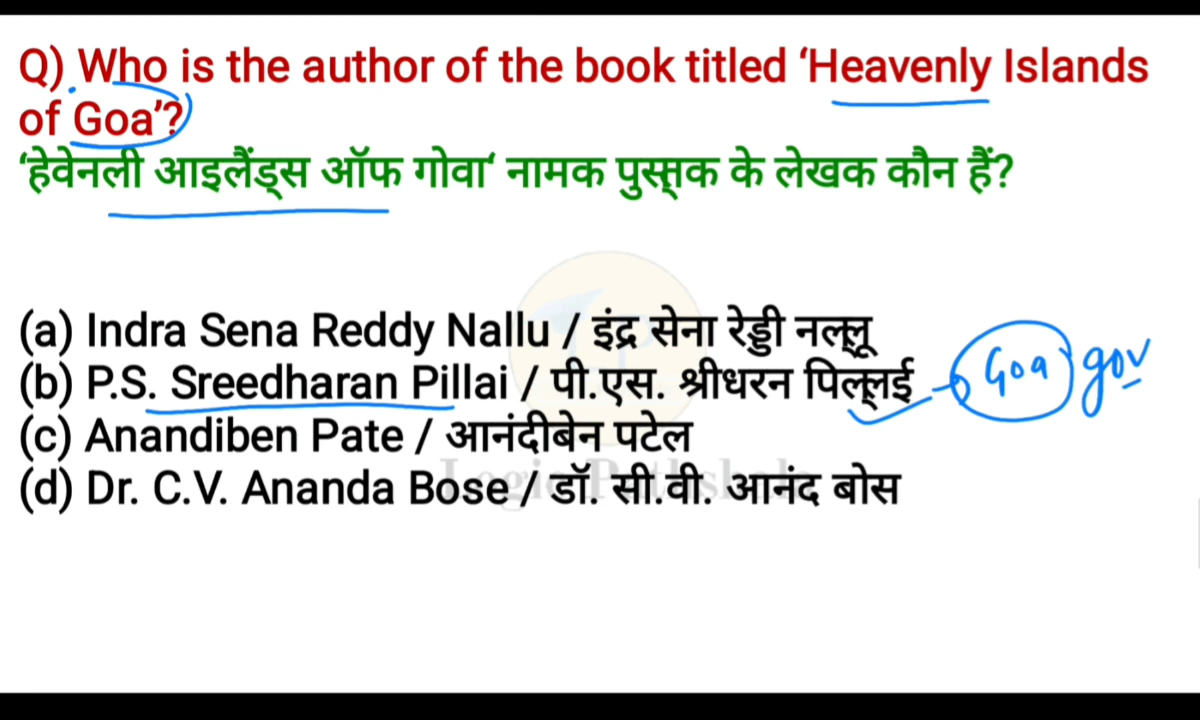 Q) Who is the author of the book titled ‘Heavenly Islands
of Goa’?
‘हेवेनली आइलैंड्स ऑफ गोवा‘ नामक पुस्तक के लेखक कौन हैं?
(a) Indra Sena Reddy Nallu / इंद्र सेना रेड्डी नल्लू
(b) P.S. Sreedharan Pillai / पी.एस. श्रीधरन पिल्लई Goa gov
(c) Anandiben Pate / आनंदीबेन पटेल
(d) Dr. C.V. Ananda Bose / डॉ. सी.वी. आनंद बोस